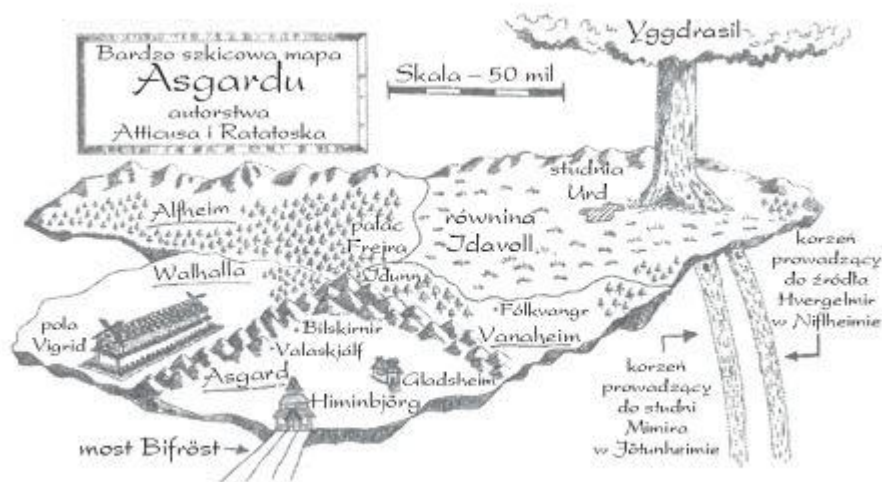 Bardzo szkicowa mapa
Asgardu
autorstwa
Atticusa i Ratatoska
Skala – 50 mil
Yggdrasil
studnia
Urd
Alfheim
pałac
Frejra
równina
Idavoll
Idunn
Walhalla
pola
Vigrid
Bilskirnir
Valaskjálf
Asgard
Gladsheim
Himinbjörg
most Bifröst
Fólkvangr
Vanaheim
korzeń
prowadzący
do źródła
Hvergelmir
w Niflheimie
korzeń
prowadzący
do studni
Mimira
w Jötunheimie